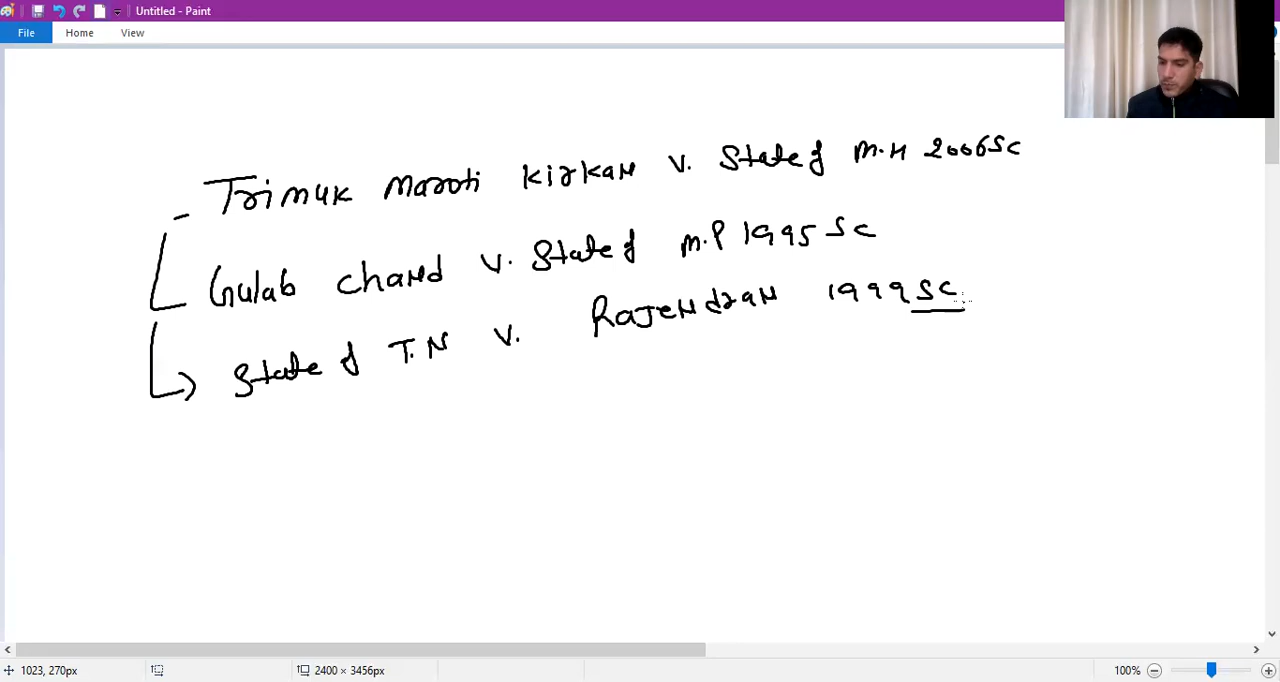 Untitled - Paint
File Home View
- Trimuk Maroti Kirkan v. State of M.H 2006 SC
Gulab Chand v. State of M.P 1995 SC
State of T.N v. Rajendran 1999 SC
1023, 270px 2400 × 3456px 100%